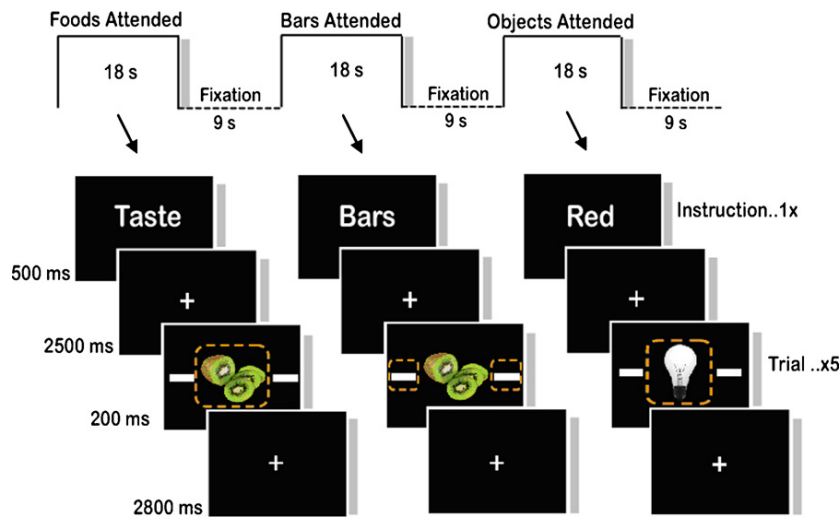 Foods Attended
Bars Attended
Objects Attended
18 s
18 s
18 s
Fixation
Fixation
Fixation
9 s
9 s
9 s
Taste
Bars
Red
Instruction..1x
500 ms
2500 ms
Trial ..x5
200 ms
2800 ms